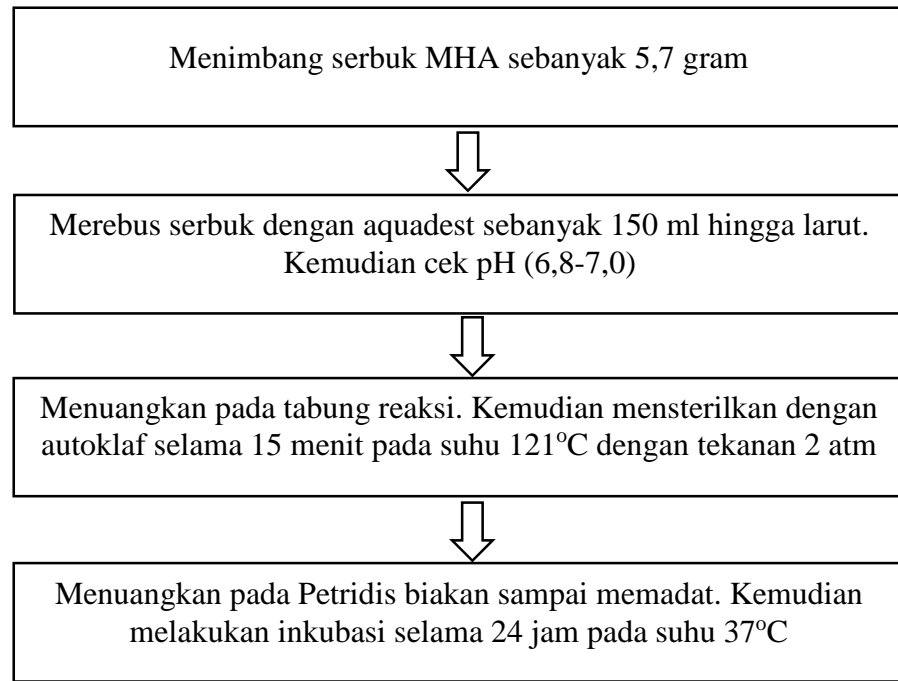 Menimbang serbuk MHA sebanyak 5,7 gram
Merebus serbuk dengan aquadest sebanyak 150 ml hingga larut.
Kemudian cek pH (6,8-7,0)
Menuangkan pada tabung reaksi. Kemudian mensterilkan dengan
autoklaf selama 15 menit pada suhu 121°C dengan tekanan 2 atm
Menuangkan pada Petridis biakan sampai memadat. Kemudian
melakukan inkubasi selama 24 jam pada suhu 37°C